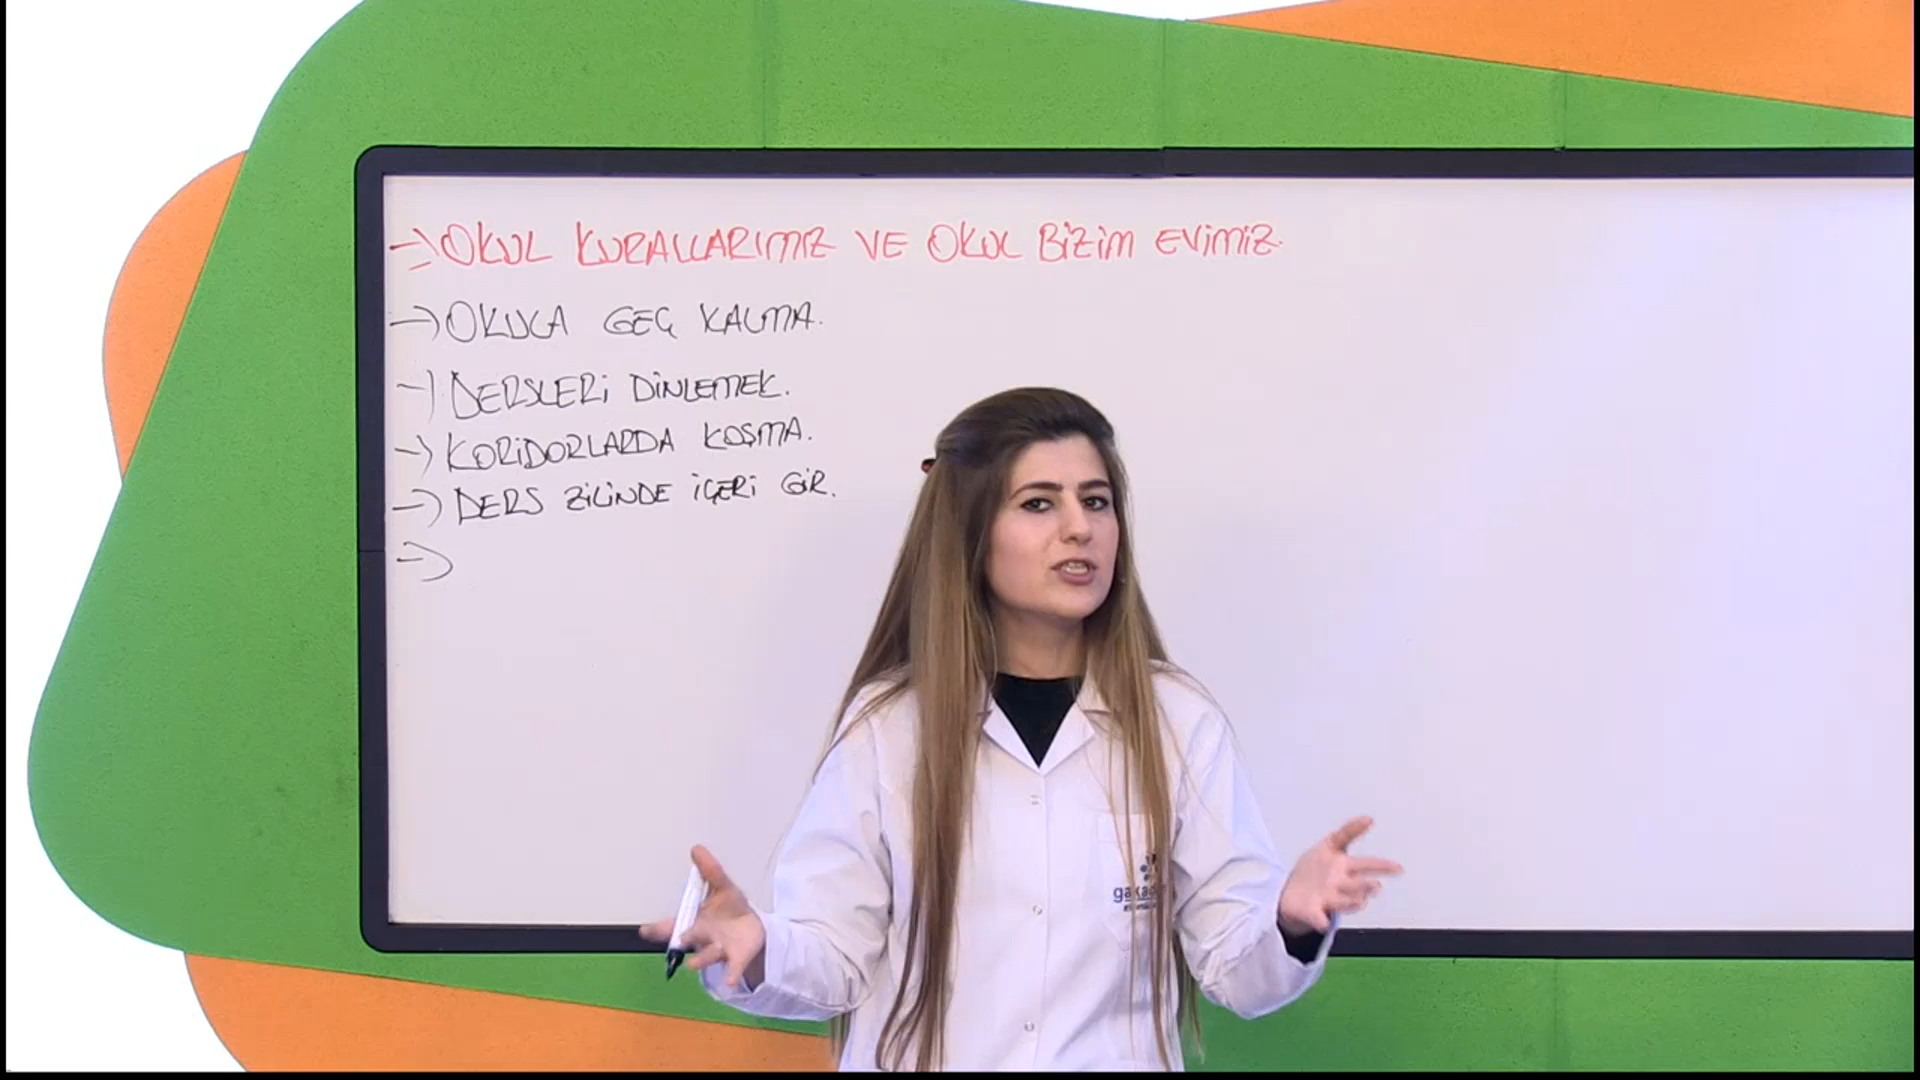 → OKUL KURALLARIMIZ VE OKUL BİZİM EVİMİZ.
→ OKULA GEÇ KALMA.
→ DERSLERİ DİNLEMEK.
→ KORİDORLARDA KOŞMA.
→ DERS ZİLİNDE İÇERİ GİR.
→